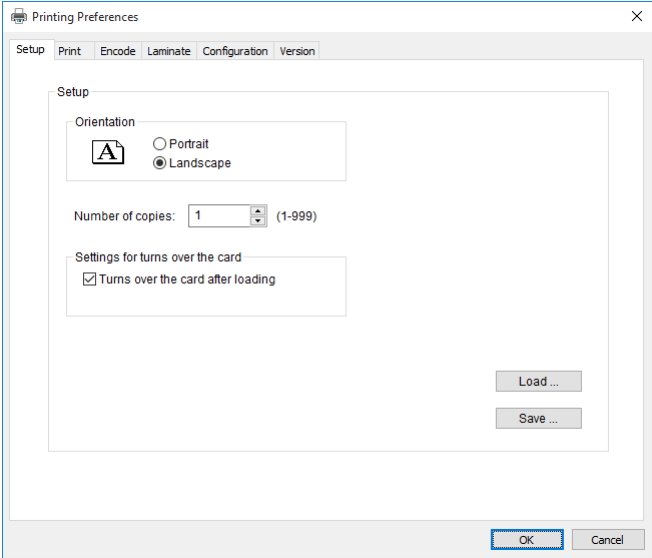 Printing Preferences
Setup Print Encode Laminate Configuration Version
Setup
Orientation
A
Portrait
Landscape
Number of copies: 1 (1-999)
Settings for turns over the card
Turns over the card after loading
Load ...
Save ...
OK Cancel